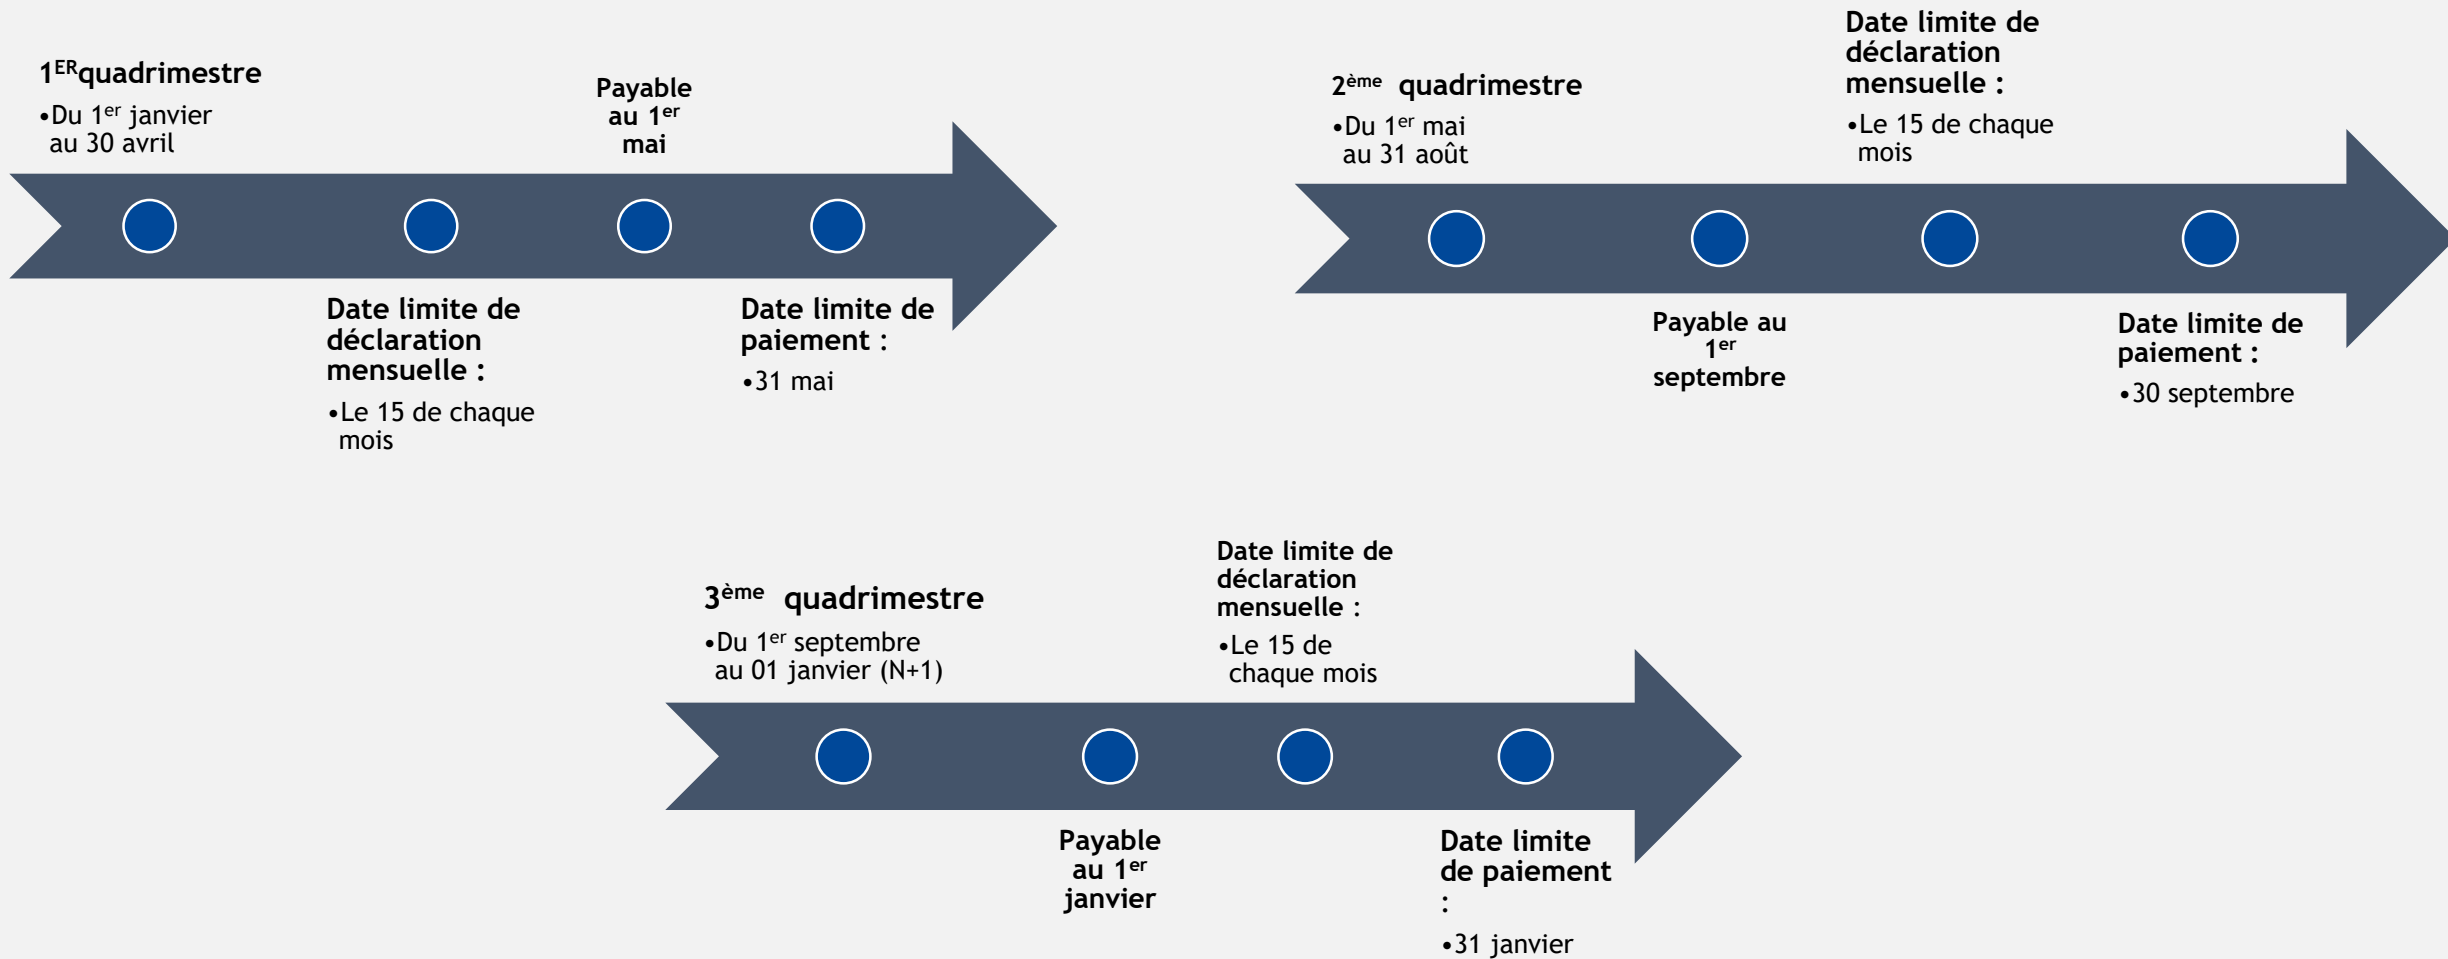 1ERquadrimestre
•Du 1er janvier
au 30 avril
Date limite de
déclaration
mensuelle :
•Le 15 de chaque
mois
Payable
au 1er
mai
Date limite de
paiement :
•31 mai
2ème quadrimestre
•Du 1er mai
au 31 août
Payable au
1er
septembre
Date limite de
déclaration
mensuelle :
•Le 15 de chaque
mois
Date limite de
paiement :
•30 septembre
3ème quadrimestre
•Du 1er septembre
au 01 janvier (N+1)
Payable
au 1er
janvier
Date limite de
déclaration
mensuelle :
•Le 15 de
chaque mois
Date limite
de paiement
:
•31 janvier